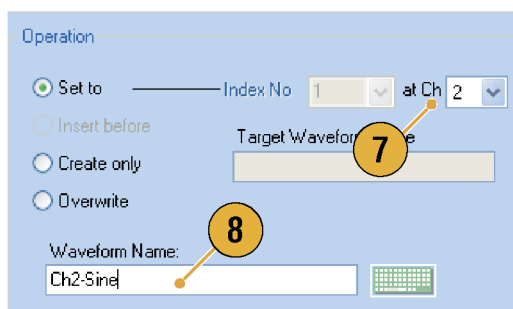 Operation
Set to Index No 1 at Ch 2
Insert before
Target Wavefor e
7
Create only
Overwrite
8
Waveform Name:
Ch2-Sine